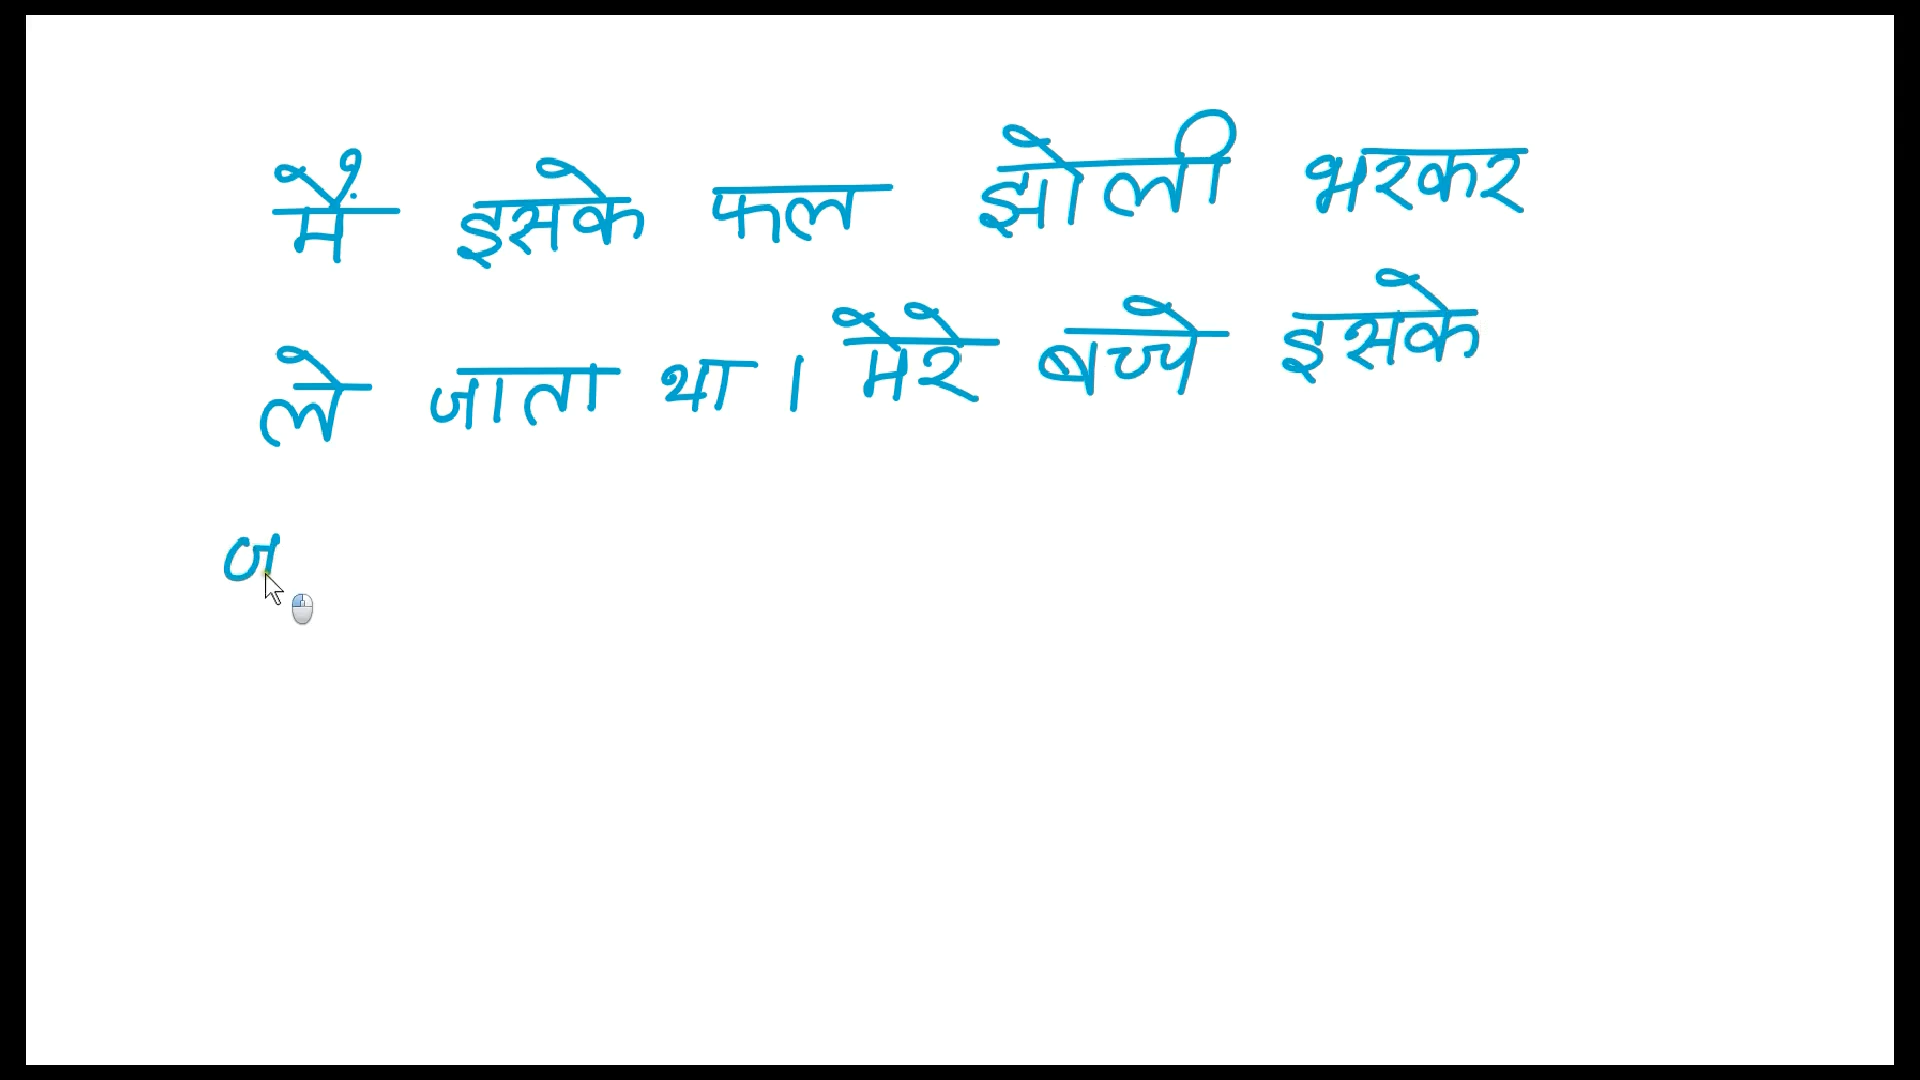 मैं इसके फल झोली भरकर
ले जाता था । मेरे बच्चे इसके
ज